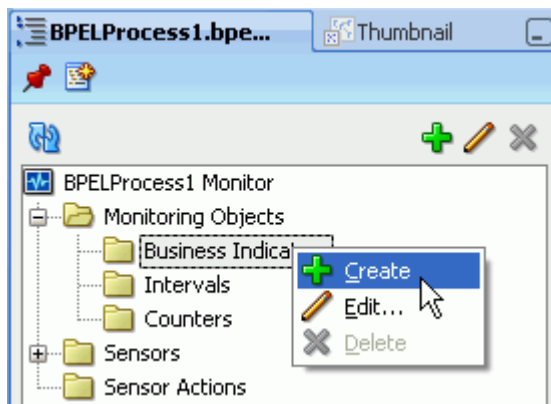 BPELProcess1.bpe...
Thumbnail
BPELProcess1 Monitor
Monitoring Objects
Business Indica
Create
Intervals
Edit...
Counters
Delete
Sensors
Sensor Actions